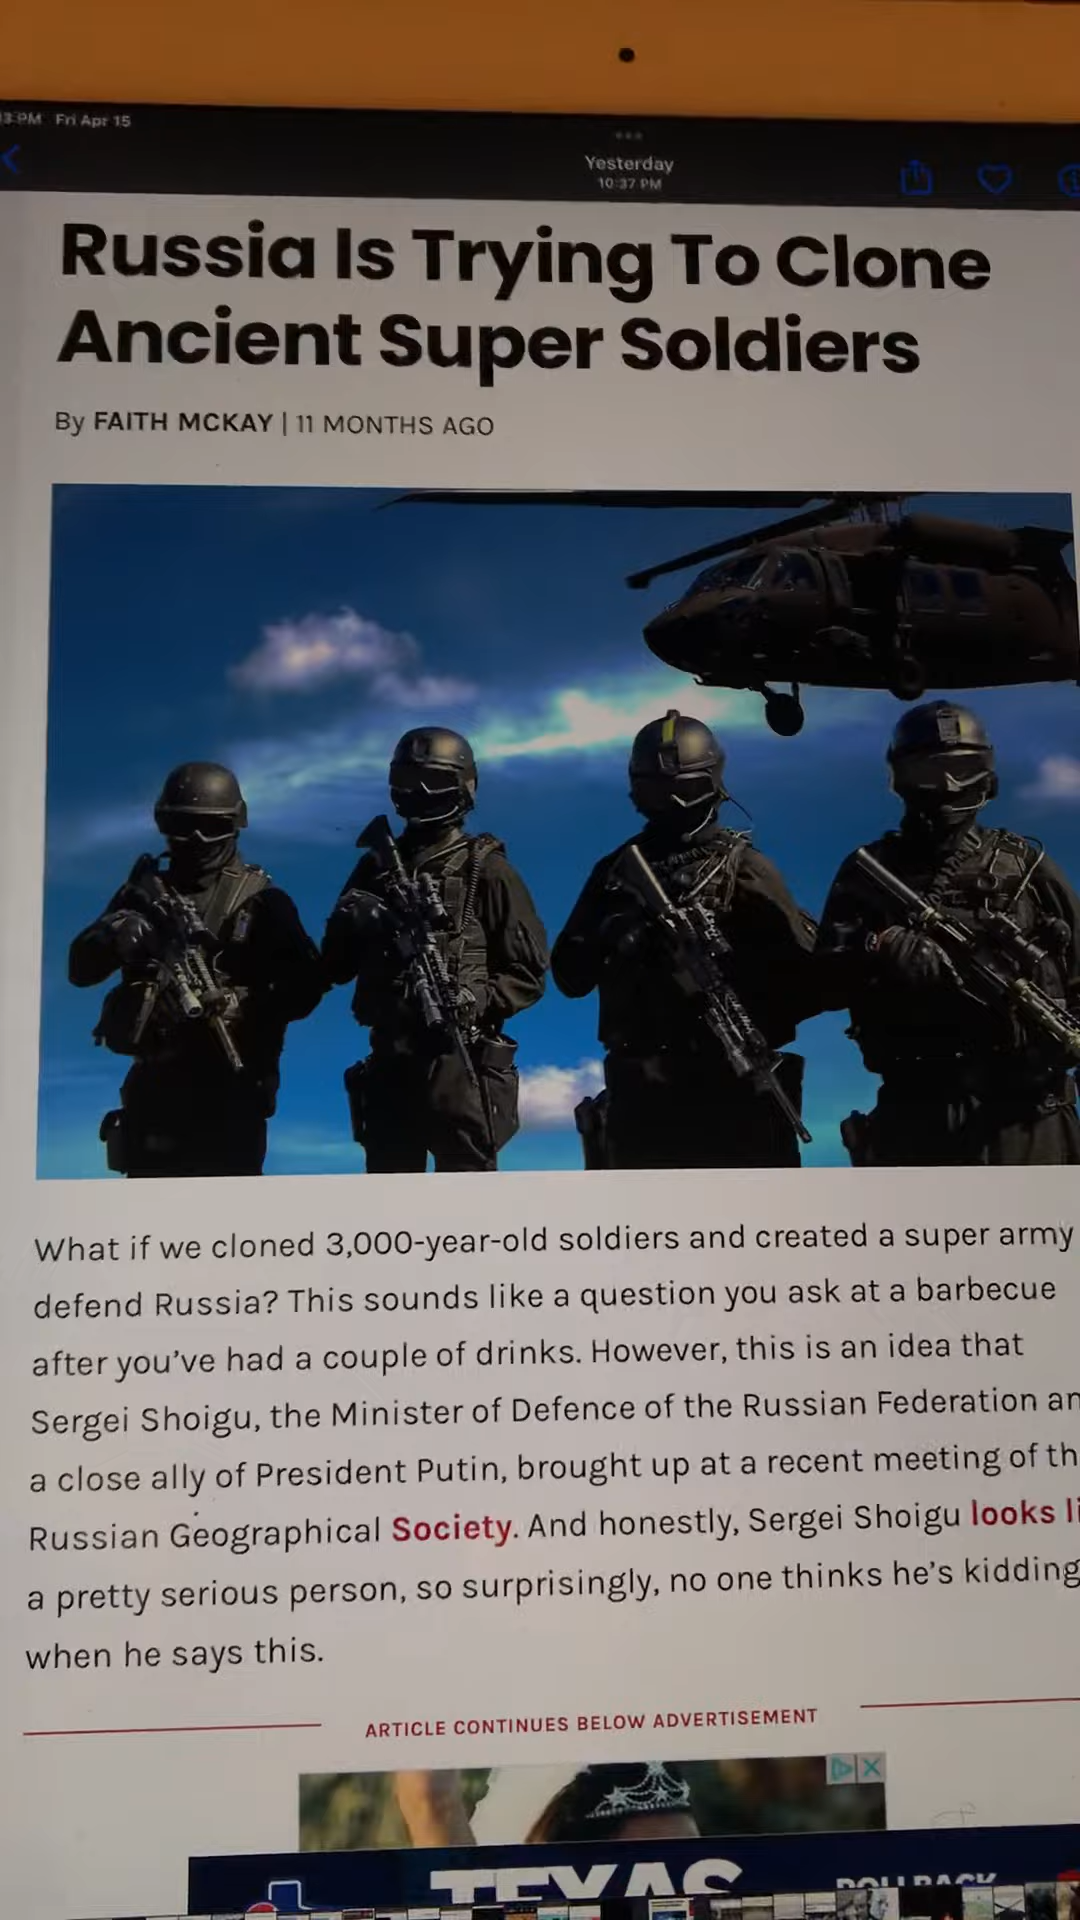 3 PM Fri Apr 15
Yesterday
10:37 PM
Russia Is Trying To Clone
Ancient Super Soldiers
By FAITH MCKAY | 11 MONTHS AGO
What if we cloned 3,000-year-old soldiers and created a super army
defend Russia? This sounds like a question you ask at a barbecue
after you've had a couple of drinks. However, this is an idea that
Sergei Shoigu, the Minister of Defence of the Russian Federation an
a close ally of President Putin, brought up at a recent meeting of th
Russian Geographical Society. And honestly, Sergei Shoigu looks li
a pretty serious person, so surprisingly, no one thinks he's kidding
when he says this.
ARTICLE CONTINUES BELOW ADVERTISEMENT
TEXAS
ROLLBACK